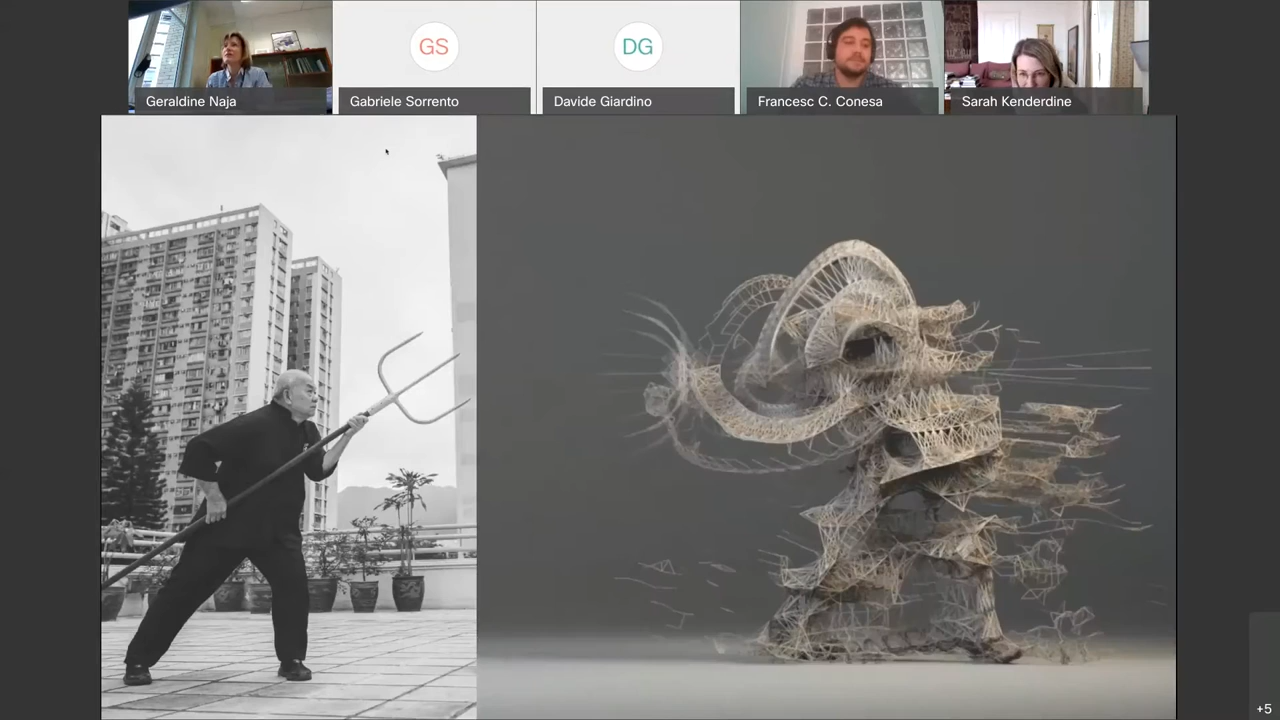 GS
DG
Geraldine Naja
Gabriele Sorrento
Davide Giardino
Francesc C. Conesa
Sarah Kenderdine
+5